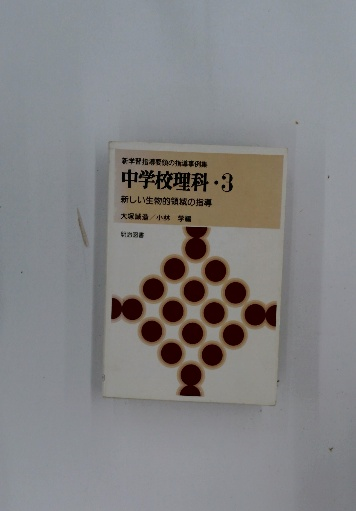 新学習指導要領の指導事例集
中学校理科・3
新しい生物的領域の指導
大塚誠造／小林 学編
明治図書